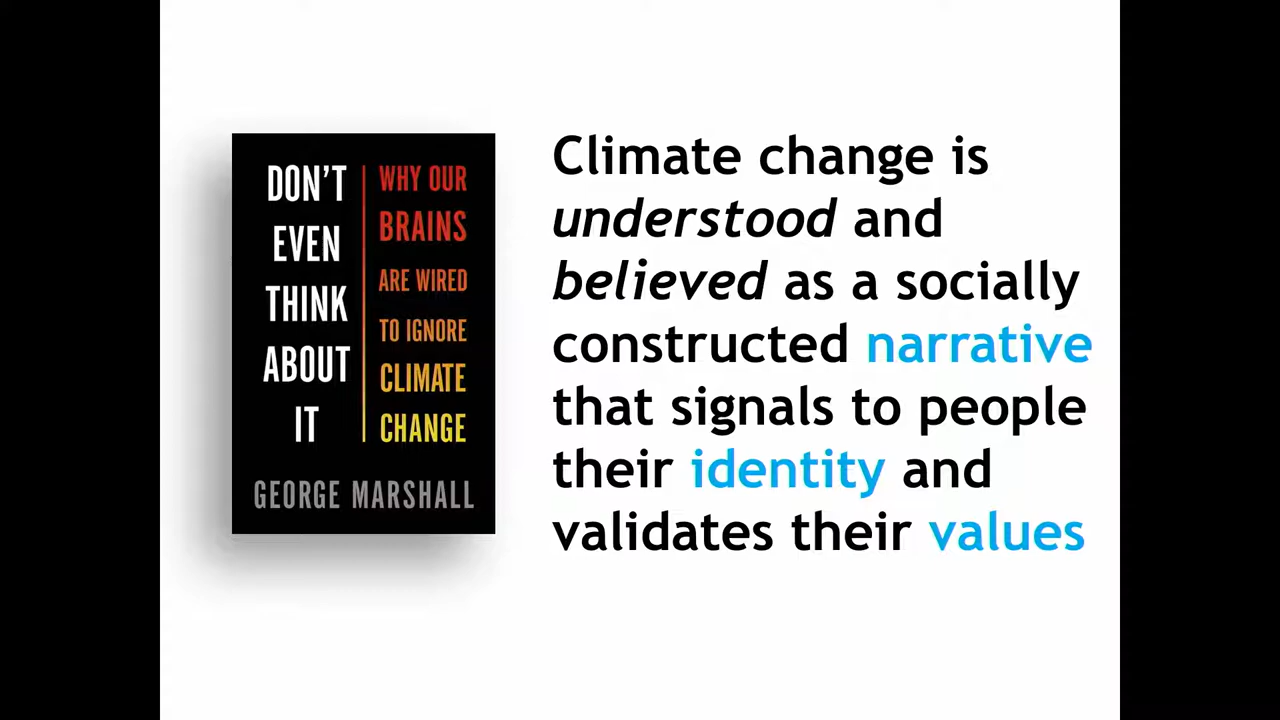 DON'T
EVEN
THINK
ABOUT
IT
WHY OUR
BRAINS
ARE WIRED
TO IGNORE
CLIMATE
CHANGE
GEORGE MARSHALL
Climate change is
understood and
believed as a socially
constructed narrative
that signals to people
their identity and
validates their values